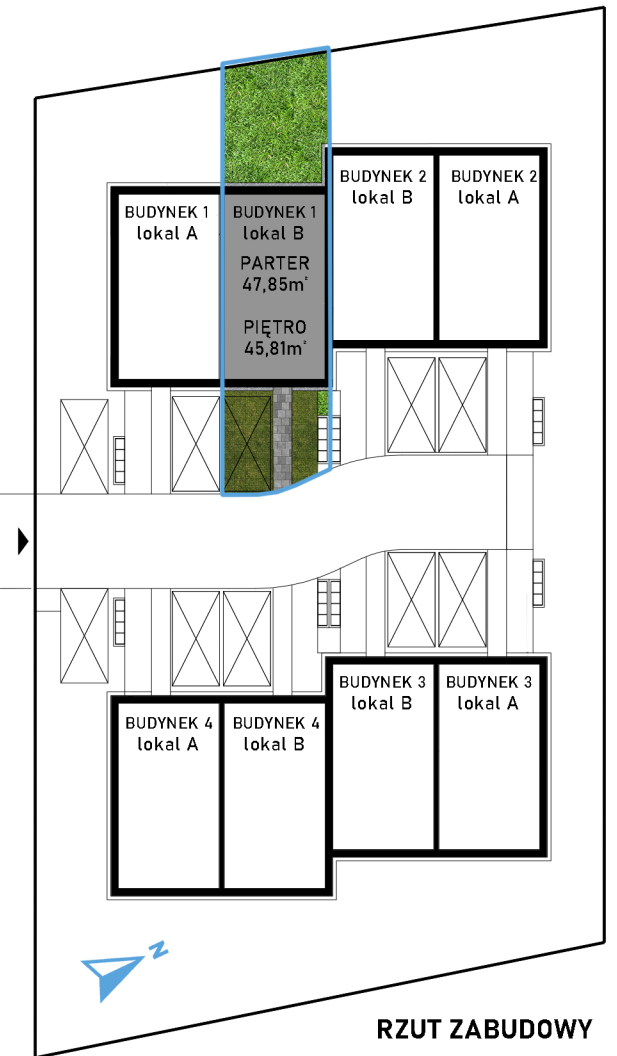 BUDYNEK 1
lokal A
BUDYNEK 1
lokal B
PARTER
47,85m²
PIĘTRO
45,81m²
BUDYNEK 2
lokal B
BUDYNEK 2
lokal A
BUDYNEK 4
lokal A
BUDYNEK 4
lokal B
BUDYNEK 3
lokal B
BUDYNEK 3
lokal A
N
RZUT ZABUDOWY